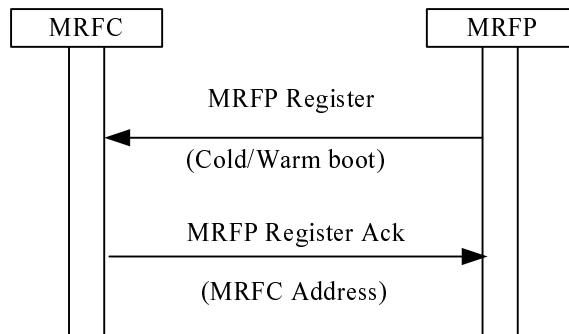 MRFC
MRFP
MRFP Register
(Cold/Warm boot)
MRFP Register Ack
(MRFC Address)